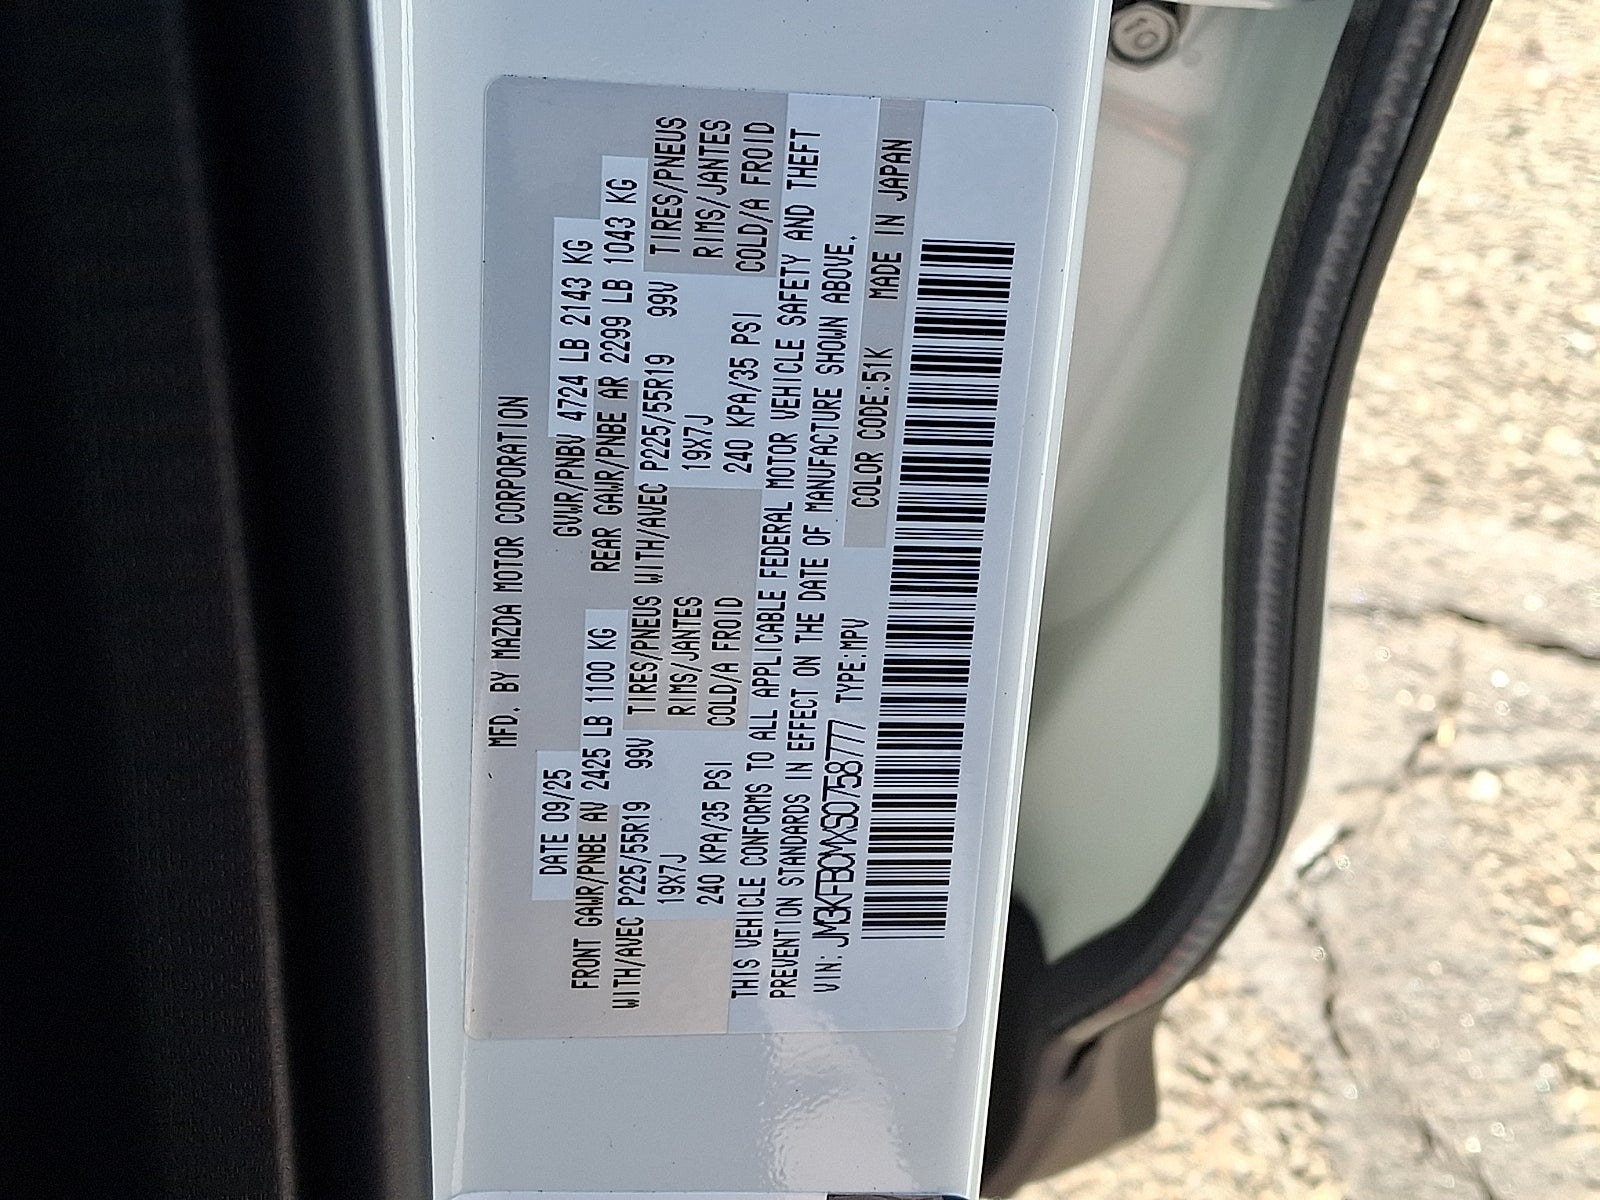 MFD. BY MAZDA MOTOR CORPORATION
DATE 09/25 GVWR/PNBV 4724 LB 2143 KG
FRONT GAWR/PNBE AV 2425 LB 1100 KG REAR GAWR/PNBE AR 2299 LB 1043 KG
WITH/AVEC P225/55R19 99V TIRES/PNEUS WITH/AVEC P225/55R19 99V TIRES/PNEUS
19X7J RIMS/JANTES 19X7J RIMS/JANTES
240 KPA/35 PSI COLD/A FROID 240 KPA/35 PSI COLD/A FROID
THIS VEHICLE CONFORMS TO ALL APPLICABLE FEDERAL MOTOR VEHICLE SAFETY AND THEFT
PREVENTION STANDARDS IN EFFECT ON THE DATE OF MANUFACTURE SHOWN ABOVE.
VIN: JM3KFBCMXS0758777 TYPE:MPV COLOR CODE:51K MADE IN JAPAN
10